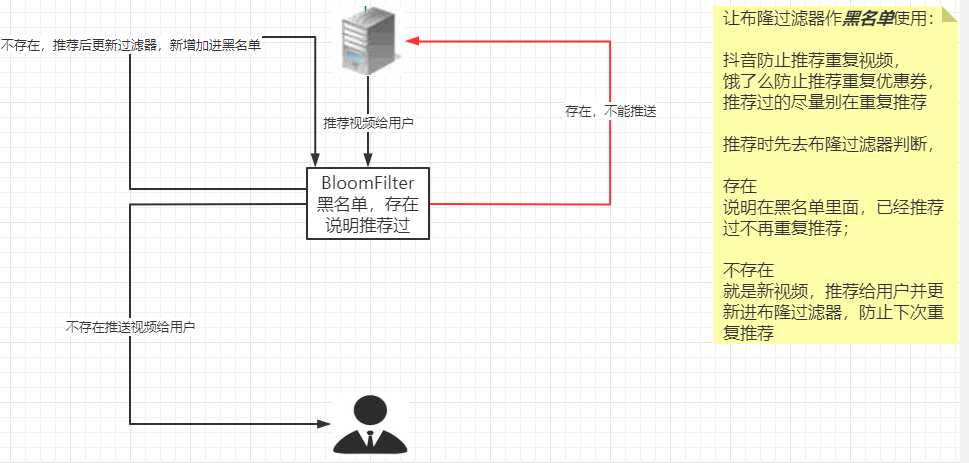 不存在，推荐后更新过滤器，新增加进黑名单
推荐视频给用户
存在，不能推送
BloomFilter
黑名单，存在
说明推荐过
不存在推送视频给用户
让布隆过滤器作黑名单使用：
抖音防止推荐重复视频，
饿了么防止推荐重复优惠券，
推荐过的尽量别在重复推荐
推荐时先去布隆过滤器判断，
存在
说明在黑名单里面，已经推荐
过不再重复推荐；
不存在
就是新视频，推荐给用户并更
新进布隆过滤器，防止下次重
复推荐